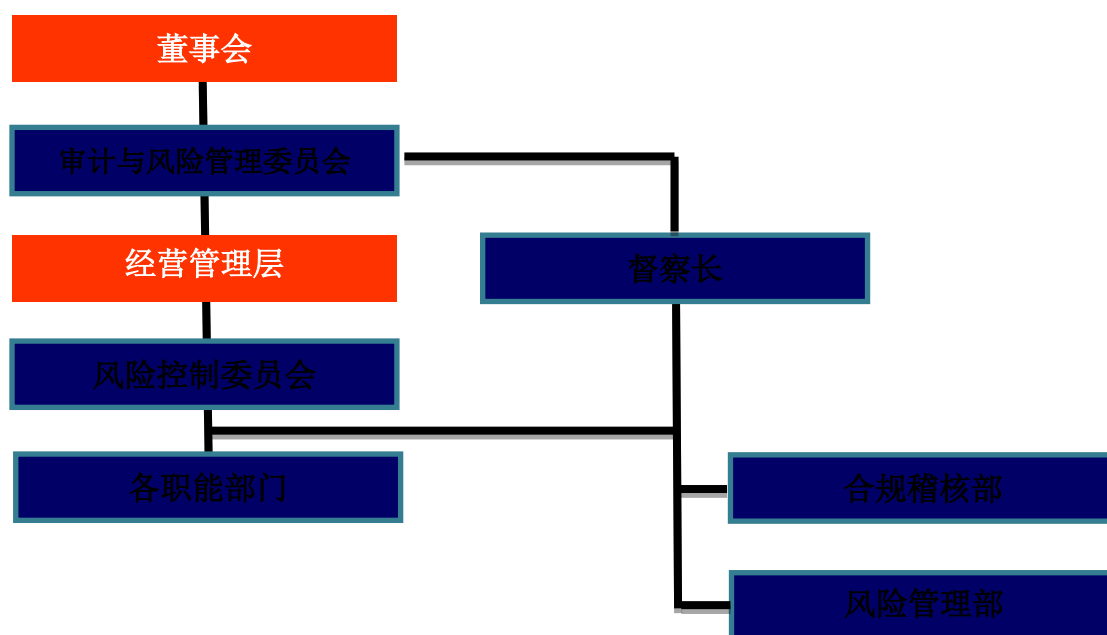 董事会
审计与风险管理委员会
经营管理层
督察长
风险控制委员会
各职能部门
合规稽核部
风险管理部